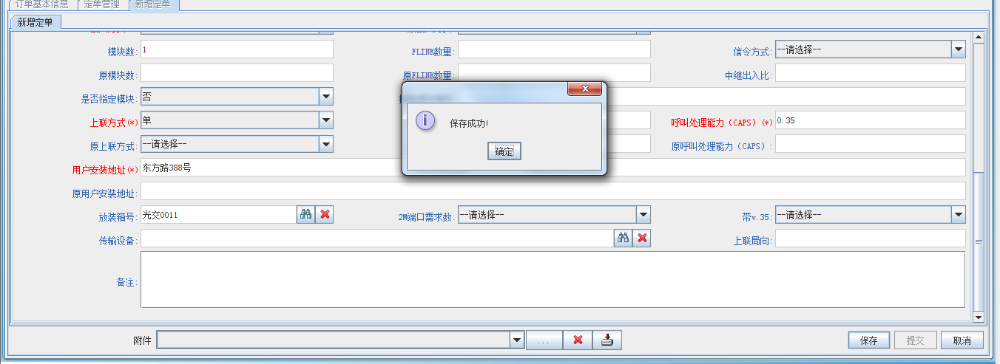 订单基本信息 定单管理 新增定单
新增定单
模块数: 1 FLINK数量: 信令方式: --请选择--
原模块数: 原FLINK数量: 中继出入比:
是否指定模块: 否
上联方式(*) 单 呼叫处理能力（CAPS）(*) 0.35
原上联方式: --请选择-- 原呼叫处理能力（CAPS）:
保存成功!
确定
用户安装地址(*) 东方路388号
原用户安装地址:
放装箱号: 光交0011 2M端口需求数: --请选择-- 带v.35: --请选择--
传输设备: 上联局向:
备注:
附件 ... 保存 提交 取消